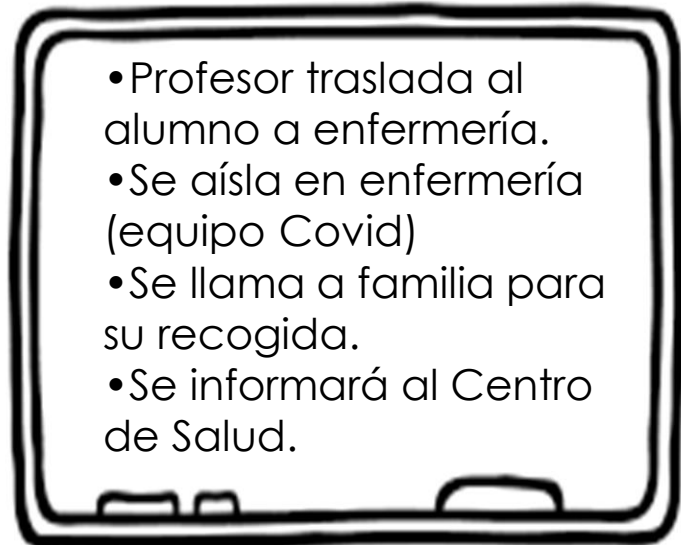 •Profesor traslada al
alumno a enfermería.
•Se aísla en enfermería
(equipo Covid)
•Se llama a familia para
su recogida.
•Se informará al Centro
de Salud.